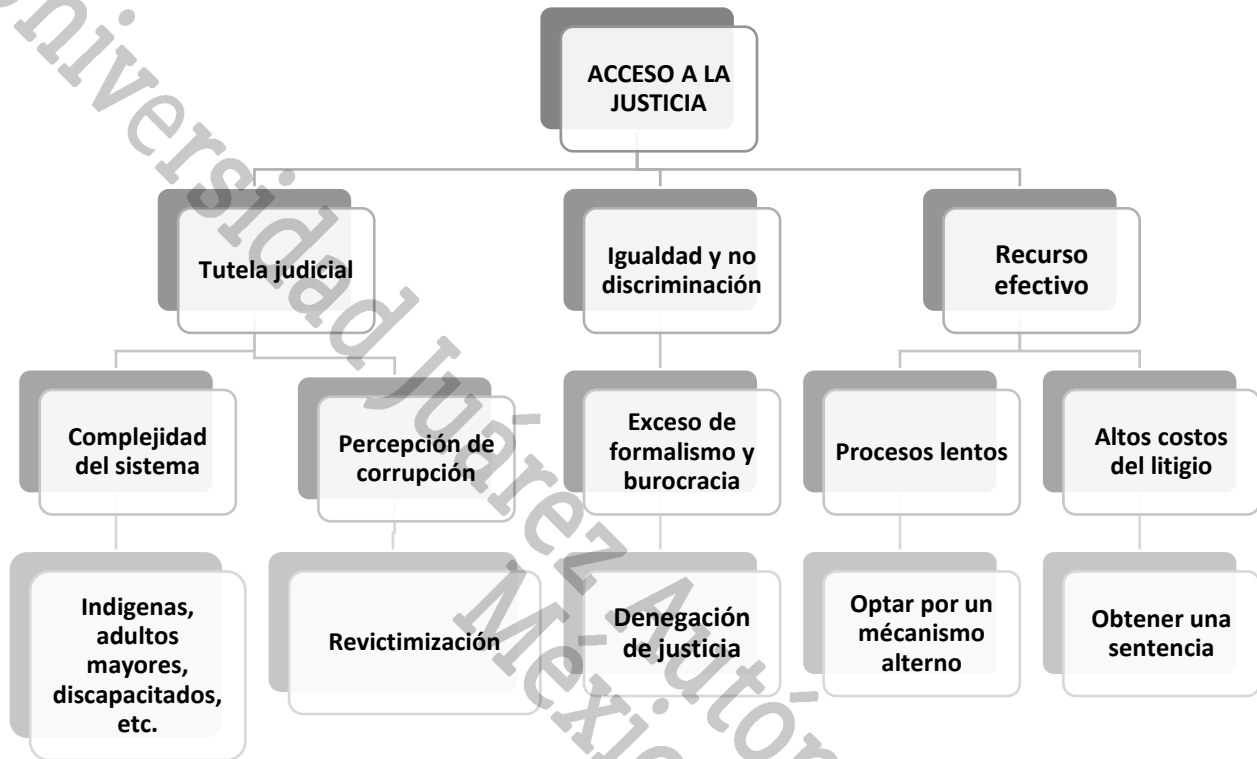 ACCESO A LA
JUSTICIA
Tutela judicial
Igualdad y no
discriminación
Recurso
efectivo
Complejidad
del sistema
Percepción de
corrupción
Exceso de
formalismo y
burocracia
Procesos lentos
Altos costos
del litigio
Indigenas,
adultos
mayores,
discapacitados,
etc.
Revictimización
Denegación
de justicia
Optar por un
mécanismo
alterno
Obtener una
sentencia
Universidad Juárez